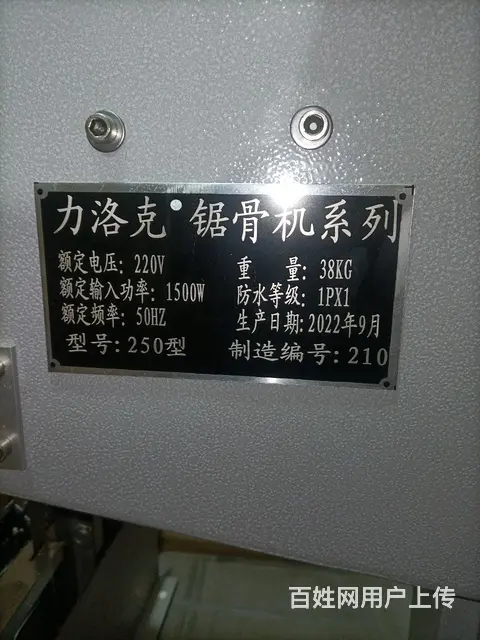 力洛克 锯骨机系列
额定电压：220V
额定输入功率：1500W
额定频率：50HZ
型号：250型
重 量：38KG
防水等级：1PX1
生产日期：2022年9月
制造编号：210
百姓网用户上传